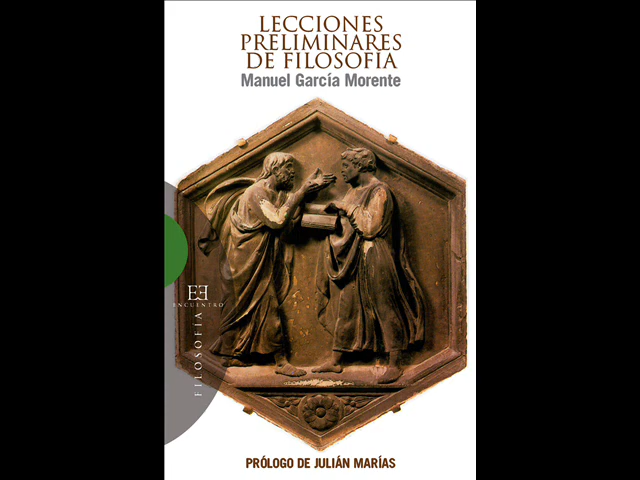 LECCIONES
PRELIMINARES
DE FILOSOFÍA
Manuel García Morente
EE
ENCUENTRO
FILOSOFÍA
PRÓLOGO DE JULIÁN MARÍAS